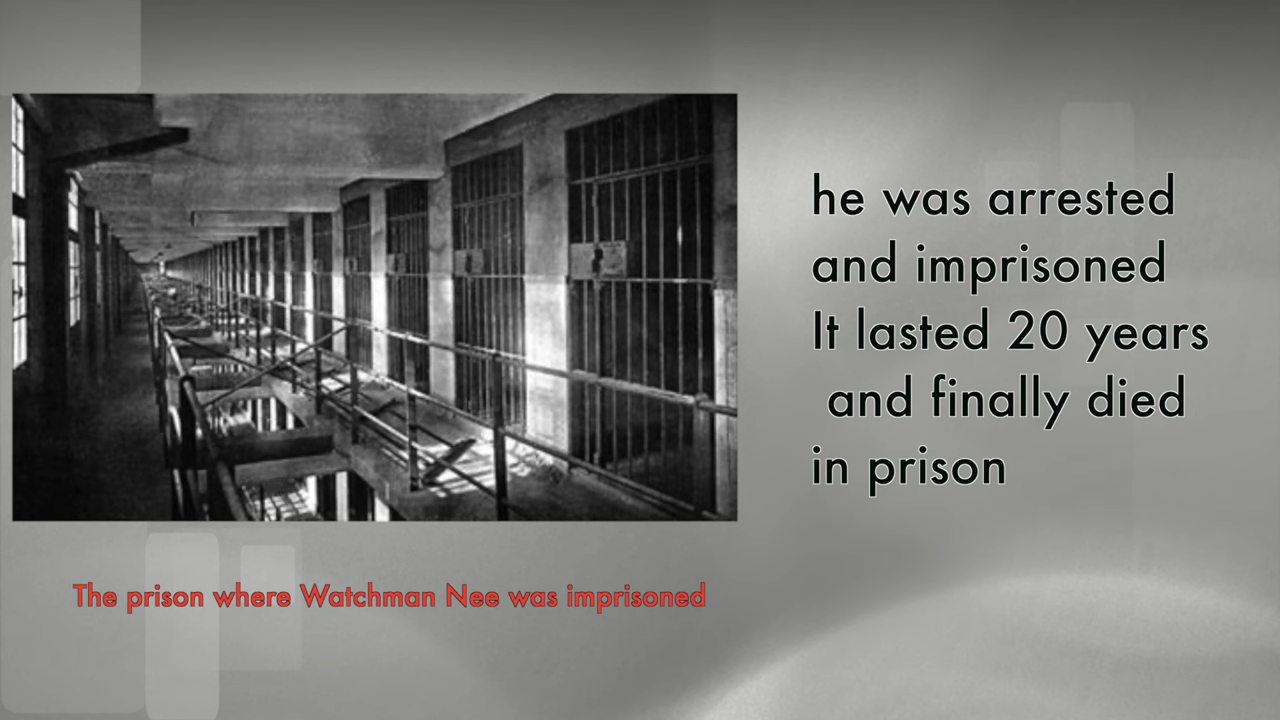 he was arrested
and imprisoned
It lasted 20 years
and finally died
in prison
The prison where Watchman Nee was imprisoned